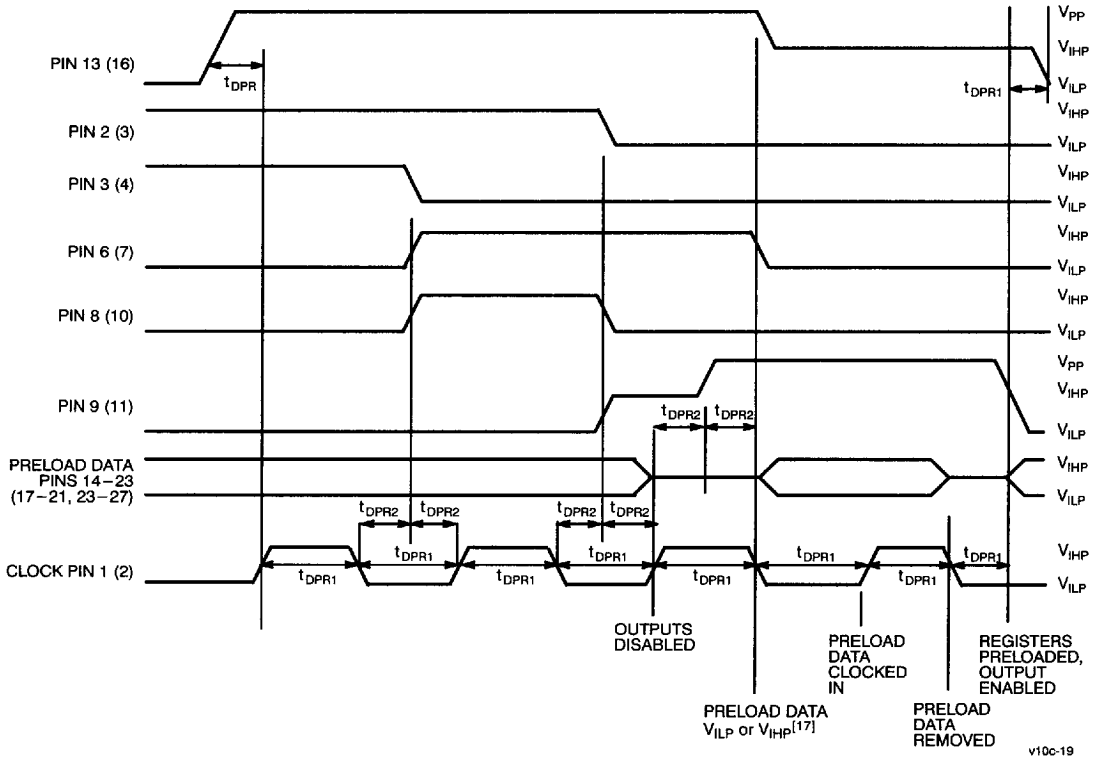 V_PP
PIN 13 (16)
V_IHP
t_DPR
t_DPR1
V_ILP
V_IHP
PIN 2 (3)
V_ILP
PIN 3 (4)
V_IHP
V_ILP
PIN 6 (7)
V_IHP
V_ILP
V_IHP
PIN 8 (10)
V_ILP
V_PP
V_IHP
PIN 9 (11)
t_DPR2
t_DPR2
V_ILP
PRELOAD DATA
PINS 14–23
(17–21, 23–27)
V_IHP
V_ILP
t_DPR2
t_DPR2
t_DPR2
t_DPR2
CLOCK PIN 1 (2)
t_DPR1
t_DPR1
t_DPR1
t_DPR1
t_DPR1
t_DPR1
t_DPR1
t_DPR1
V_IHP
V_ILP
OUTPUTS
DISABLED
PRELOAD
DATA
CLOCKED
IN
REGISTERS
PRELOADED,
OUTPUT
ENABLED
PRELOAD DATA
V_ILP or V_IHP[17]
PRELOAD
DATA
REMOVED
v10c-19